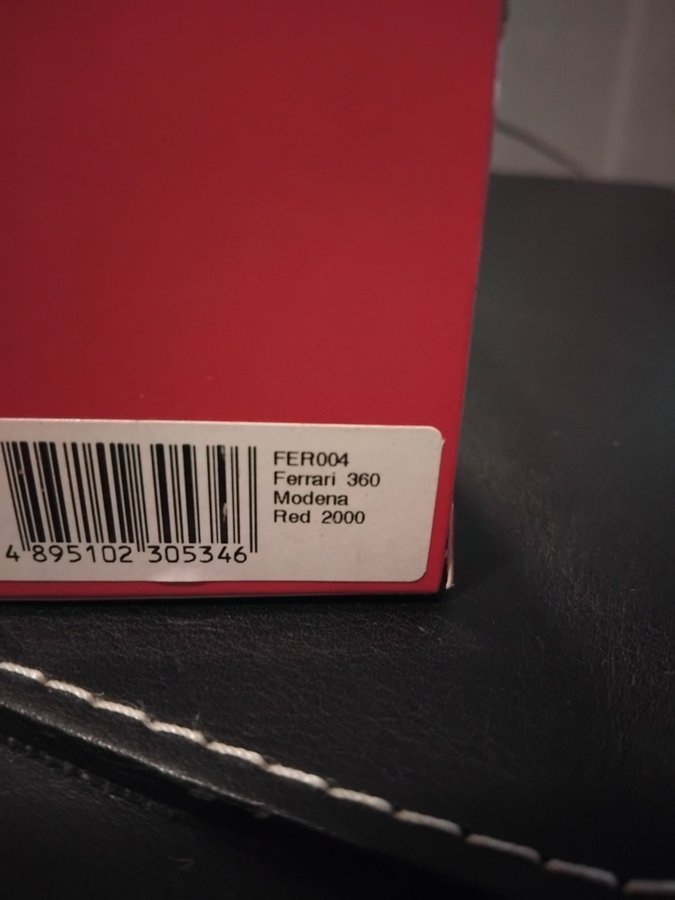 FER004
Ferrari 360
Modena
Red 2000
4 895102 305346